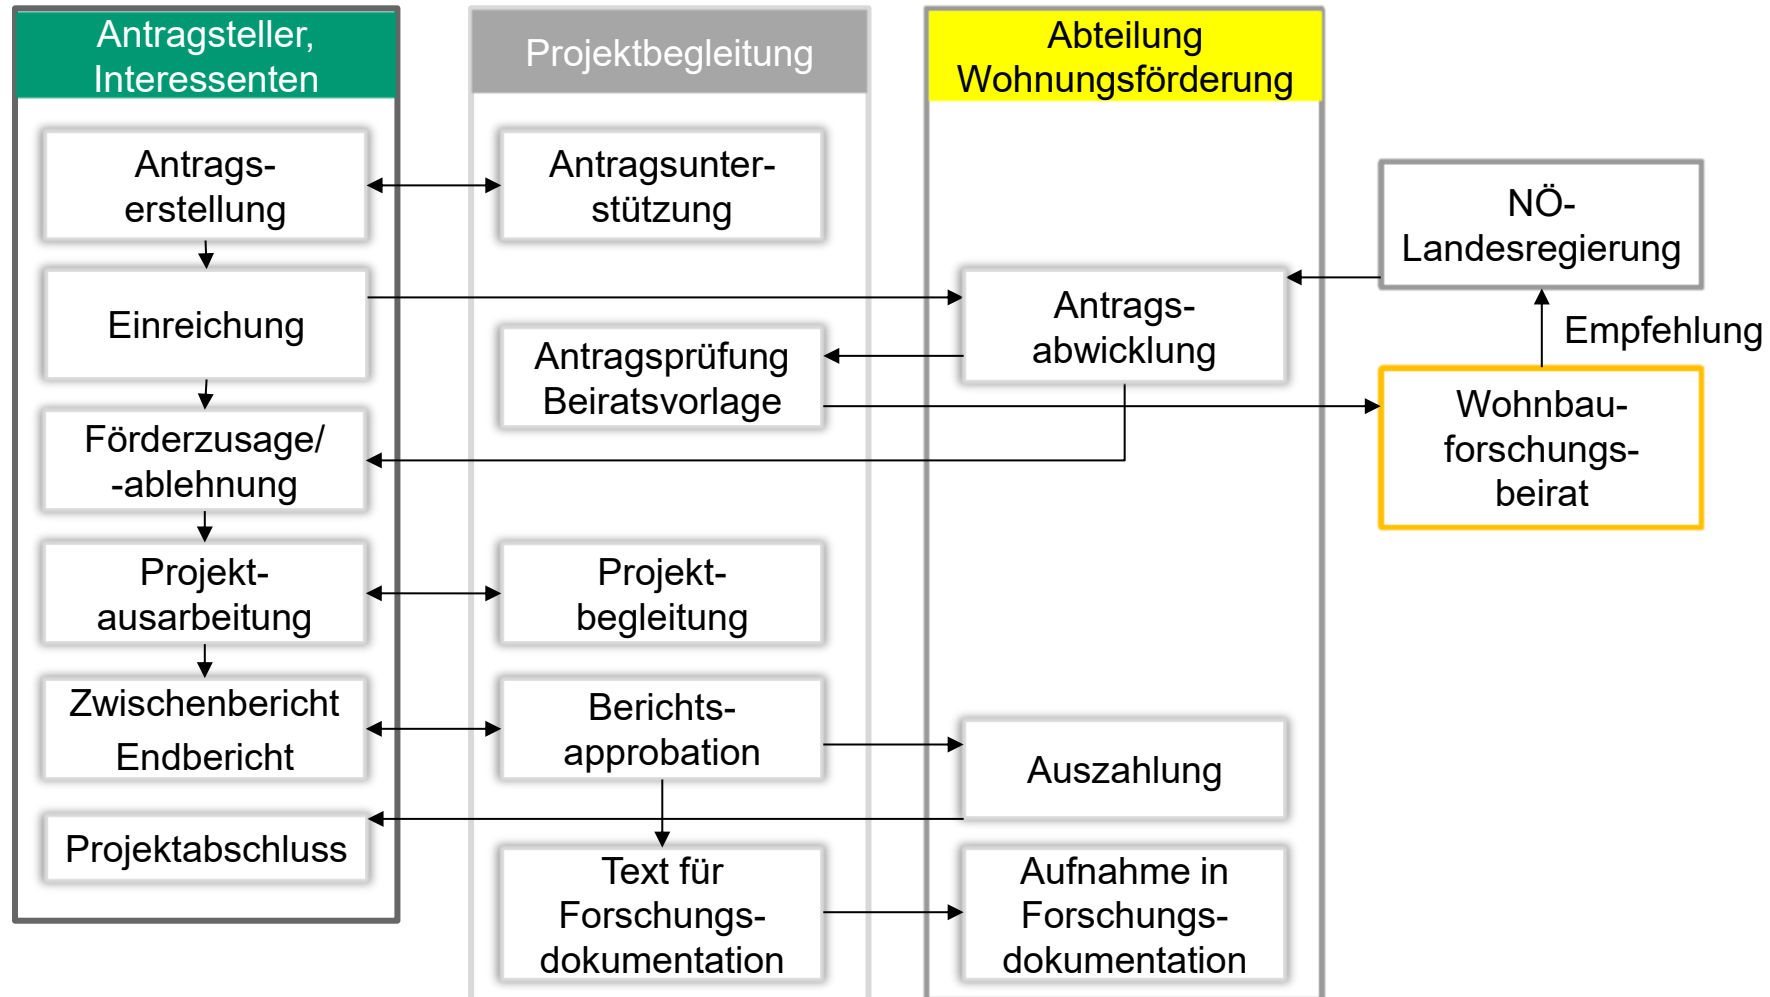 Antragsteller,
Interessenten
Projektbegleitung
Abteilung
Wohnungsförderung
Antrags-
erstellung
Antragsunter-
stützung
NÖ-
Landesregierung
Einreichung
Antrags-
abwicklung
Empfehlung
Antragsprüfung
Beiratsvorlage
Wohnbau-
forschungs-
beirat
Förderzusage/
-ablehnung
Projekt-
ausarbeitung
Projekt-
begleitung
Zwischenbericht
Endbericht
Berichts-
approbation
Auszahlung
Projektabschluss
Text für
Forschungs-
dokumentation
Aufnahme in
Forschungs-
dokumentation